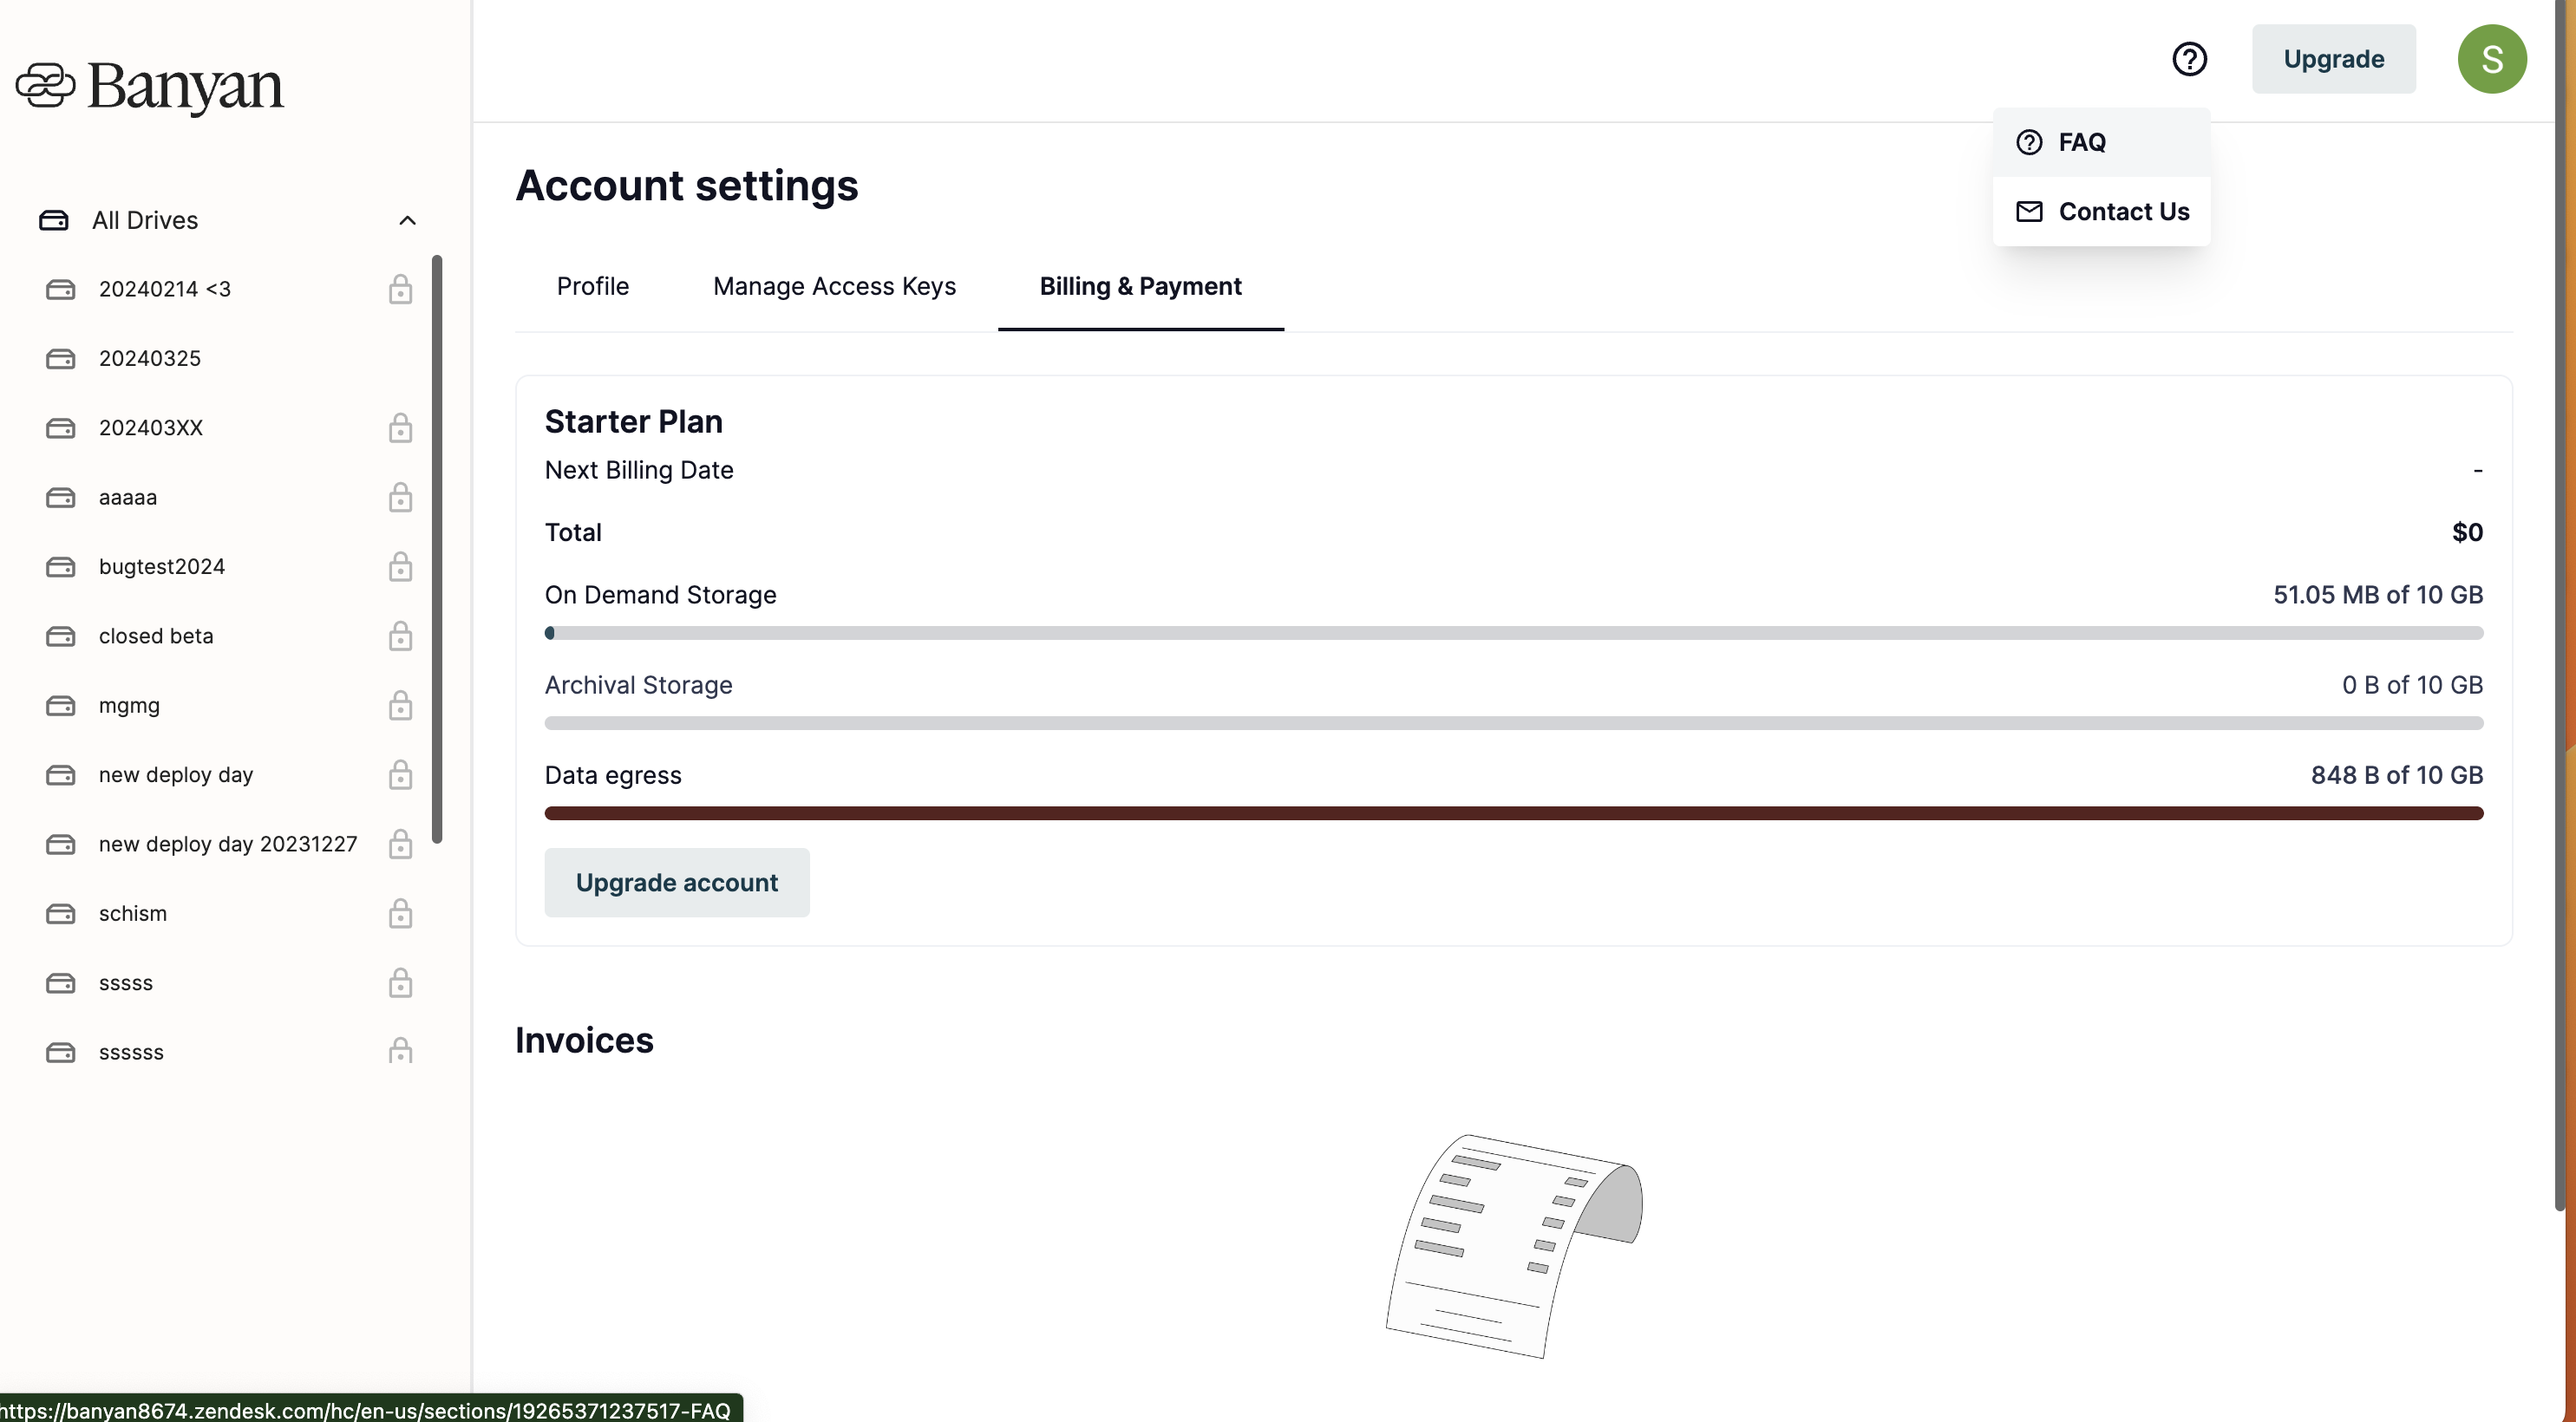 Banyan
All Drives
20240214 <3
20240325
202403XX
aaaaa
bugtest2024
closed beta
mgmg
new deploy day
new deploy day 20231227
schism
sssss
ssssss
Upgrade
S
FAQ
Contact Us
Account settings
Profile Manage Access Keys Billing & Payment
Starter Plan
Next Billing Date -
Total $0
On Demand Storage 51.05 MB of 10 GB
Archival Storage 0 B of 10 GB
Data egress 848 B of 10 GB
Upgrade account
Invoices
https://banyan8674.zendesk.com/hc/en-us/sections/19265371237517-FAQ